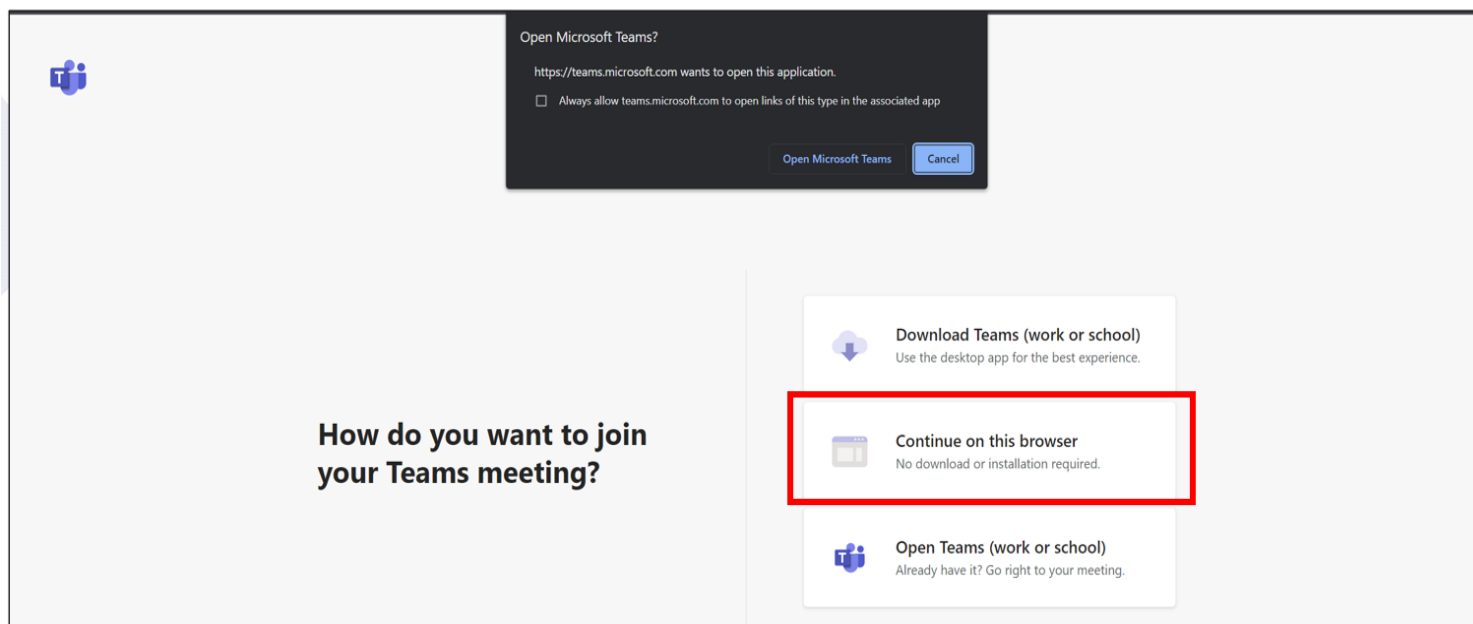 Open Microsoft Teams?
https://teams.microsoft.com wants to open this application.
Always allow teams.microsoft.com to open links of this type in the associated app
Open Microsoft Teams
Cancel
How do you want to join
your Teams meeting?
Download Teams (work or school)
Use the desktop app for the best experience.
Continue on this browser
No download or installation required.
Open Teams (work or school)
Already have it? Go right to your meeting.